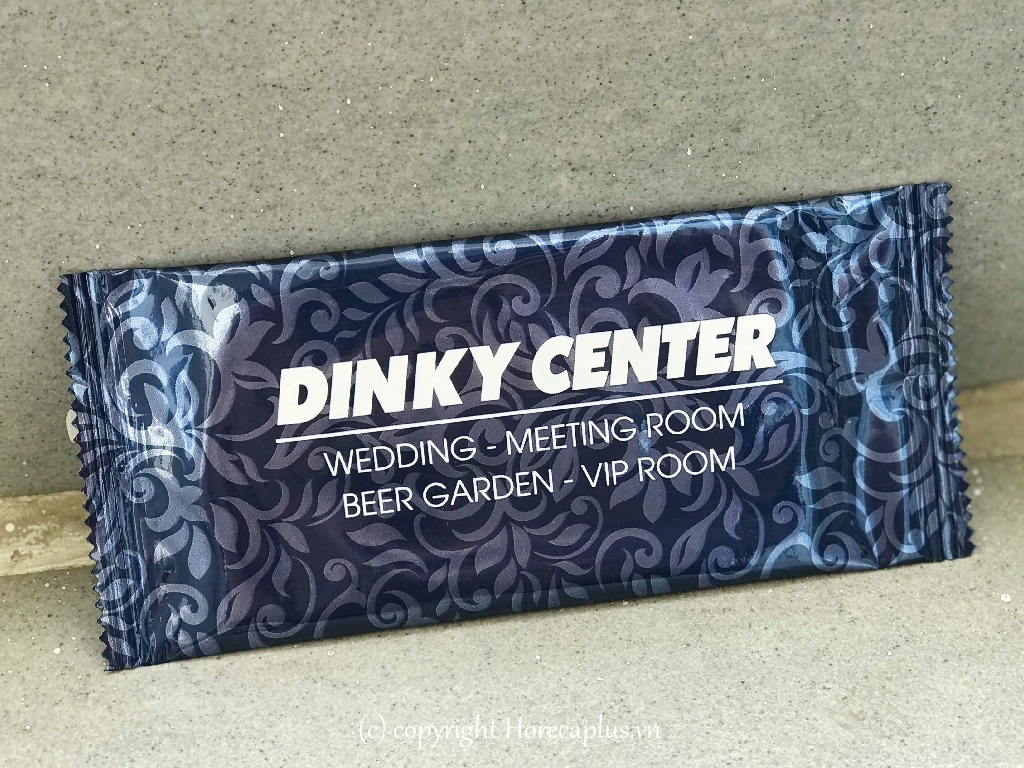 DINKY CENTER
WEDDING - MEETING ROOM
BEER GARDEN - VIP ROOM
(c) copyright Horecaplus.vn